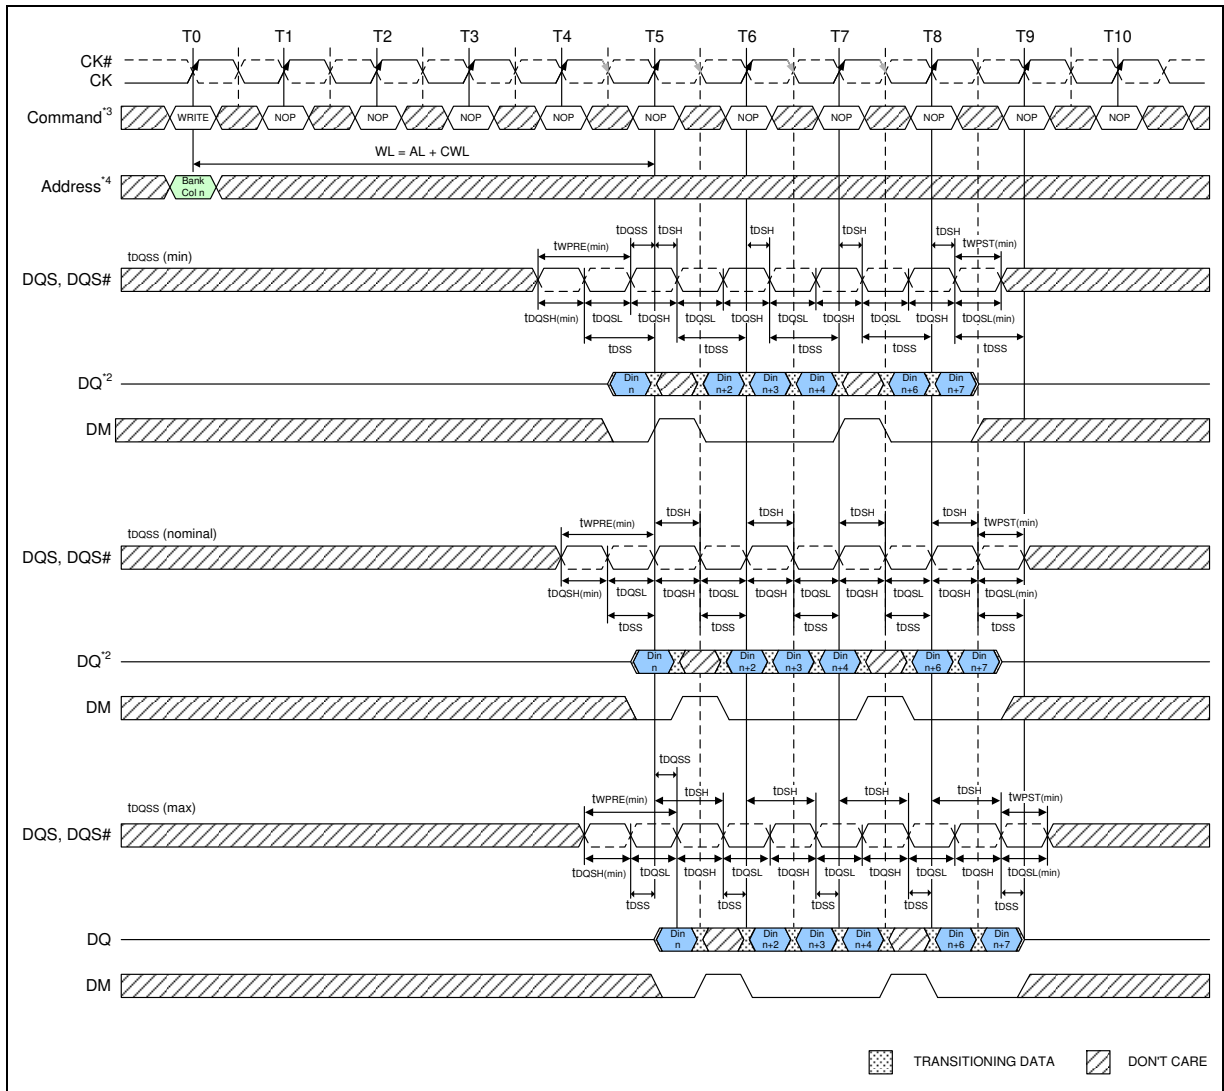 T0 T1 T2 T3 T4 T5 T6 T7 T8 T9 T10
CK#
CK
Command*3 WRITE NOP NOP NOP NOP NOP NOP NOP NOP NOP NOP
WL = AL + CWL
Address*4 Bank
Col n
tDQSS tDSH tDSH tDSH tDSH
tWPRE(min) tWPST(min)
tDQSS (min)
DQS, DQS#
tDQSH(min) tDQSL tDQSH tDQSL tDQSH tDQSL tDQSH tDQSL tDQSH tDQSL(min)
tDSS tDSS tDSS tDSS tDSS
DQ*2 Din n Din n+2 Din n+3 Din n+4 Din n+6 Din n+7
DM
tDSH tDSH tDSH tDSH
tWPRE(min) tWPST(min)
tDQSS (nominal)
DQS, DQS#
tDQSH(min) tDQSL tDQSH tDQSL tDQSH tDQSL tDQSH tDQSL tDQSH tDQSL(min)
tDSS tDSS tDSS tDSS tDSS
DQ*2 Din n Din n+2 Din n+3 Din n+4 Din n+6 Din n+7
DM
tDQSS
tWPRE(min) tDSH tDSH tDSH tDSH tWPST(min)
tDQSS (max)
DQS, DQS#
tDQSH(min) tDQSL tDQSH tDQSL tDQSH tDQSL tDQSH tDQSL tDQSH tDQSL(min)
tDSS tDSS tDSS tDSS tDSS
DQ Din n Din n+2 Din n+3 Din n+4 Din n+6 Din n+7
DM
TRANSITIONING DATA DON'T CARE